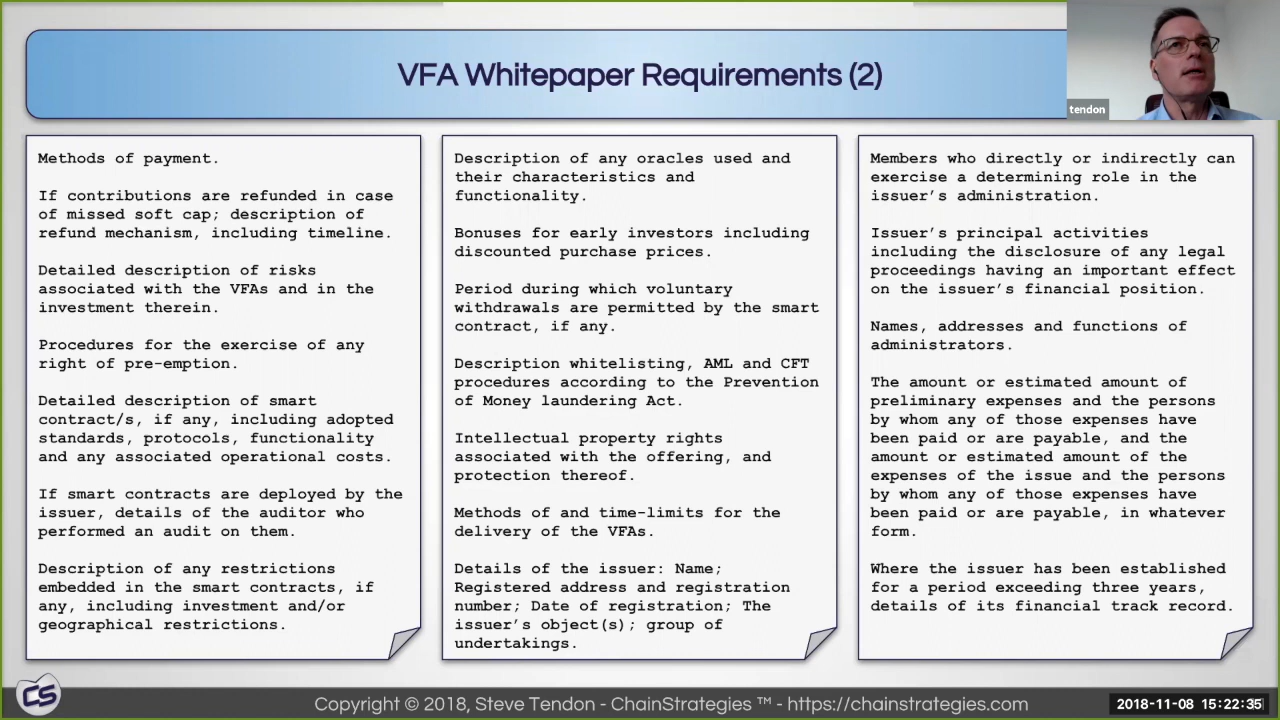 VFA Whitepaper Requirements (2)
tendon
Methods of payment.
If contributions are refunded in case
of missed soft cap; description of
refund mechanism, including timeline.
Detailed description of risks
associated with the VFAs and in the
investment therein.
Procedures for the exercise of any
right of pre-emption.
Detailed description of smart
contract/s, if any, including adopted
standards, protocols, functionality
and any associated operational costs.
If smart contracts are deployed by the
issuer, details of the auditor who
performed an audit on them.
Description of any restrictions
embedded in the smart contracts, if
any, including investment and/or
geographical restrictions.
Description of any oracles used and
their characteristics and
functionality.
Bonuses for early investors including
discounted purchase prices.
Period during which voluntary
withdrawals are permitted by the smart
contract, if any.
Description whitelisting, AML and CFT
procedures according to the Prevention
of Money laundering Act.
Intellectual property rights
associated with the offering, and
protection thereof.
Methods of and time-limits for the
delivery of the VFAs.
Details of the issuer: Name;
Registered address and registration
number; Date of registration; The
issuer's object(s); group of
undertakings.
Members who directly or indirectly can
exercise a determining role in the
issuer's administration.
Issuer's principal activities
including the disclosure of any legal
proceedings having an important effect
on the issuer's financial position.
Names, addresses and functions of
administrators.
The amount or estimated amount of
preliminary expenses and the persons
by whom any of those expenses have
been paid or are payable, and the
amount or estimated amount of the
expenses of the issue and the persons
by whom any of those expenses have
been paid or are payable, in whatever
form.
Where the issuer has been established
for a period exceeding three years,
details of its financial track record.
CS
Copyright © 2018, Steve Tendon - ChainStrategies ™ - https://chainstrategies.com
2018-11-08 15:22:35